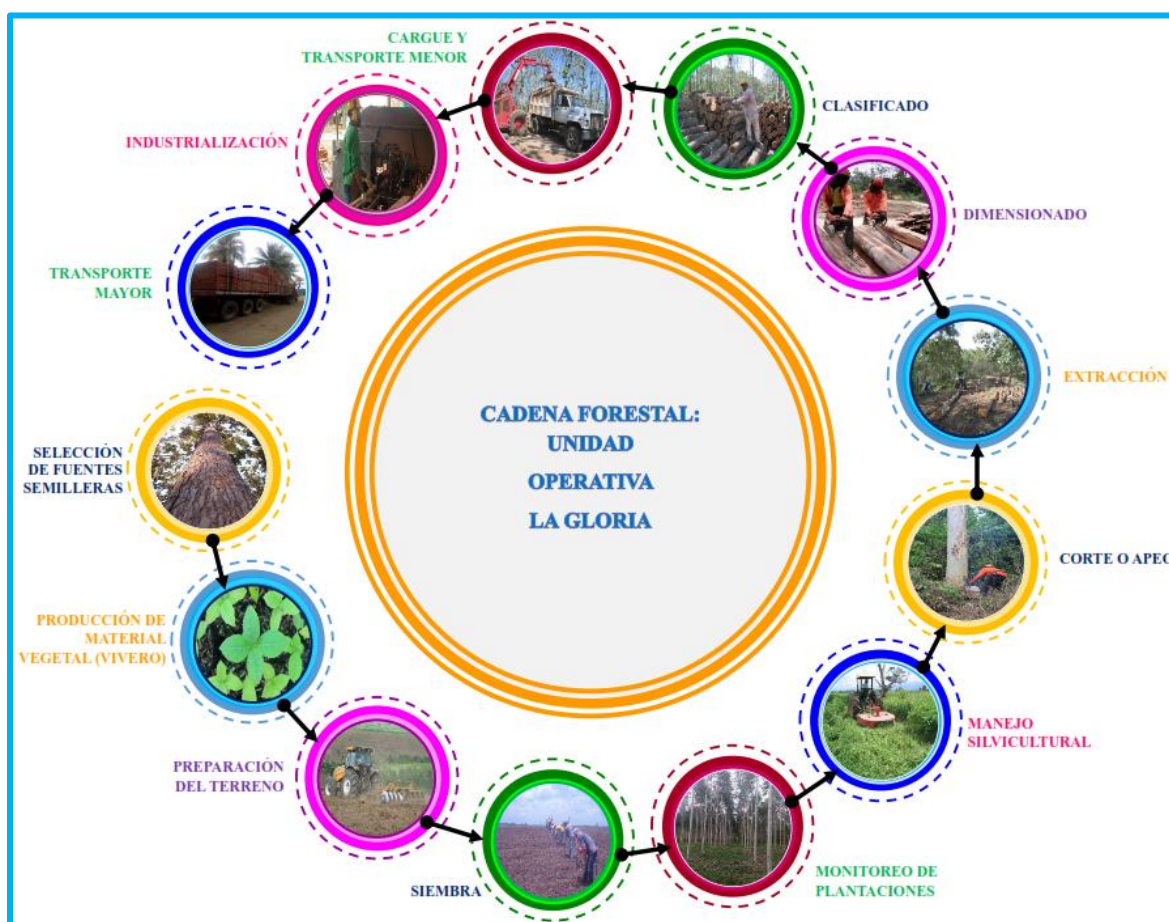 CARGUE Y
TRANSPORTE MENOR
CLASIFICADO
INDUSTRIALIZACIÓN
DIMENSIONADO
TRANSPORTE
MAYOR
EXTRACCIÓN
CADENA FORESTAL:
UNIDAD
OPERATIVA
LA GLORIA
SELECCIÓN
DE FUENTES
SEMILLERAS
CORTE O APEO
PRODUCCIÓN DE
MATERIAL
VEGETAL (VIVERO)
MANEJO
SILVICULTURAL
PREPARACIÓN
DEL TERRENO
SIEMBRA
MONITOREO DE
PLANTACIONES